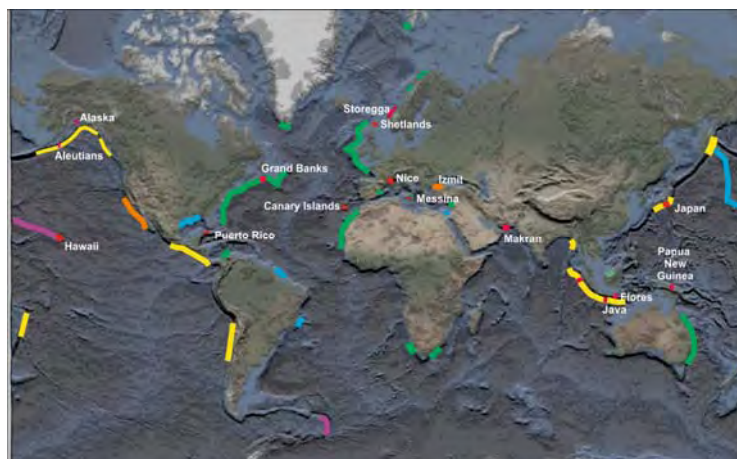 Alaska
Storegga
Shetlands
Aleutians
Grand Banks
Nice
Izmit
Canary Islands
Messina
Japan
Puerto Rico
Hawaii
Makran
Papua
New
Guinea
Flores
Java